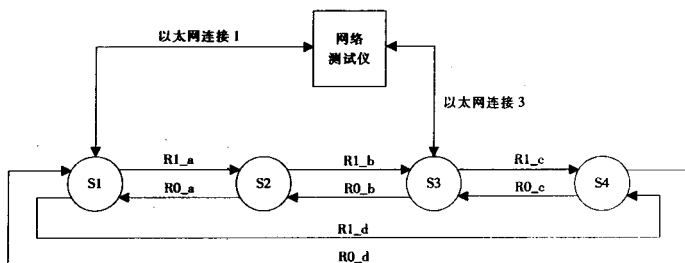 以太网连接 1
网络
测试仪
以太网连接 3
R1_a
R1_b
R1_c
S1
S2
S3
S4
R0_a
R0_b
R0_c
R1_d
R0_d